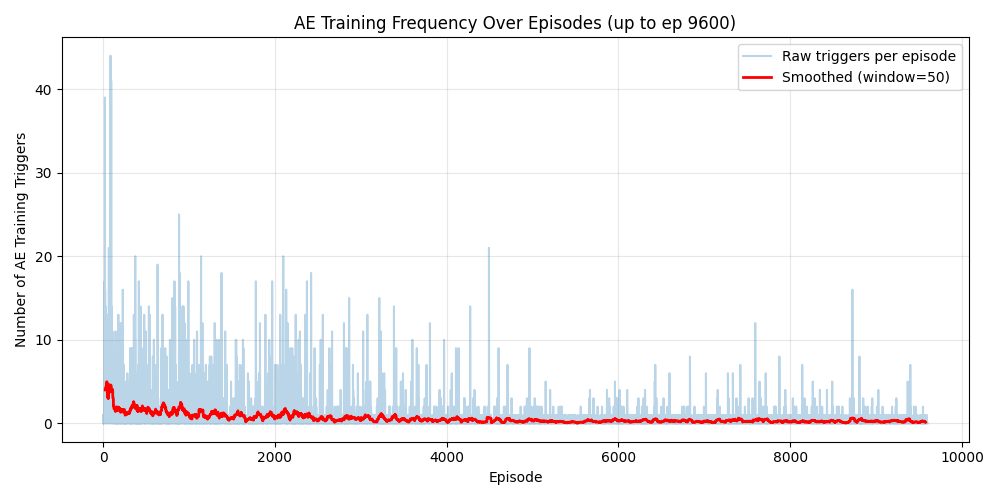 AE Training Frequency Over Episodes (up to ep 9600)
Raw triggers per episode
Smoothed (window=50)
Number of AE Training Triggers
40
30
20
10
0
0 2000 4000 6000 8000 10000
Episode